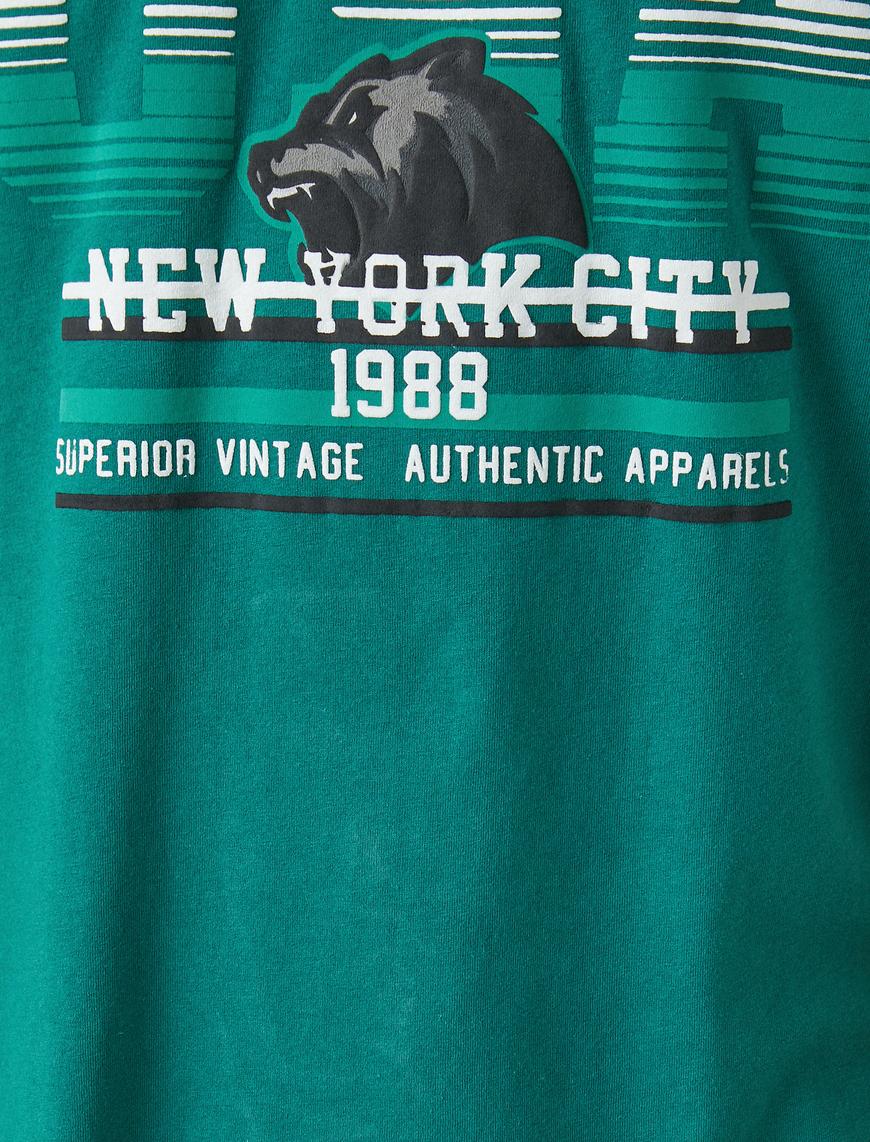 NEW YORK CITY
1988
SUPERIOR VINTAGE AUTHENTIC APPARELS